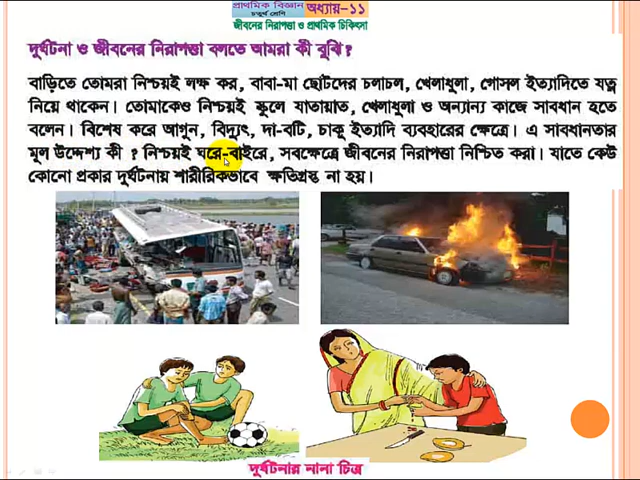 প্রাথমিক বিজ্ঞান
চতুর্থ শ্রেণি
অধ্যায়-১১
জীবনের নিরাপত্তা ও প্রাথমিক চিকিৎসা
দুর্ঘটনা ও জীবনের নিরাপত্তা বলতে আমরা কী বুঝি?
বাড়িতে তোমরা নিশ্চয়ই লক্ষ কর, বাবা-মা ছোটদের চলাচল, খেলাধুলা, গোসল ইত্যাদিতে যত্ন
নিয়ে থাকেন। তোমাকেও নিশ্চয়ই স্কুলে যাতায়াত, খেলাধুলা ও অন্যান্য কাজে সাবধান হতে
বলেন। বিশেষ করে আগুন, বিদ্যুৎ, দা-বটি, চাকু ইত্যাদি ব্যবহারের ক্ষেত্রে। এ সাবধানতার
মূল উদ্দেশ্য কী ? নিশ্চয়ই ঘরে-বাইরে, সবক্ষেত্রে জীবনের নিরাপত্তা নিশ্চিত করা। যাতে কেউ
কোনো প্রকার দুর্ঘটনায় শারীরিকভাবে ক্ষতিগ্রস্ত না হয়।
দুর্ঘটনার নানা চিত্র